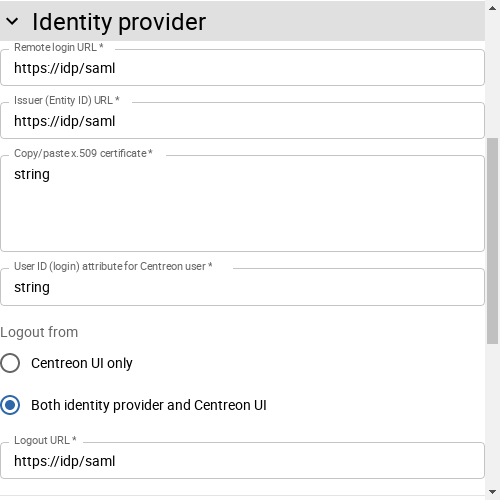 Identity provider
Remote login URL *
https://idp/saml
Issuer (Entity ID) URL *
https://idp/saml
Copy/paste x.509 certificate *
string
User ID (login) attribute for Centreon user *
string
Logout from
Centreon UI only
Both identity provider and Centreon UI
Logout URL *
https://idp/saml